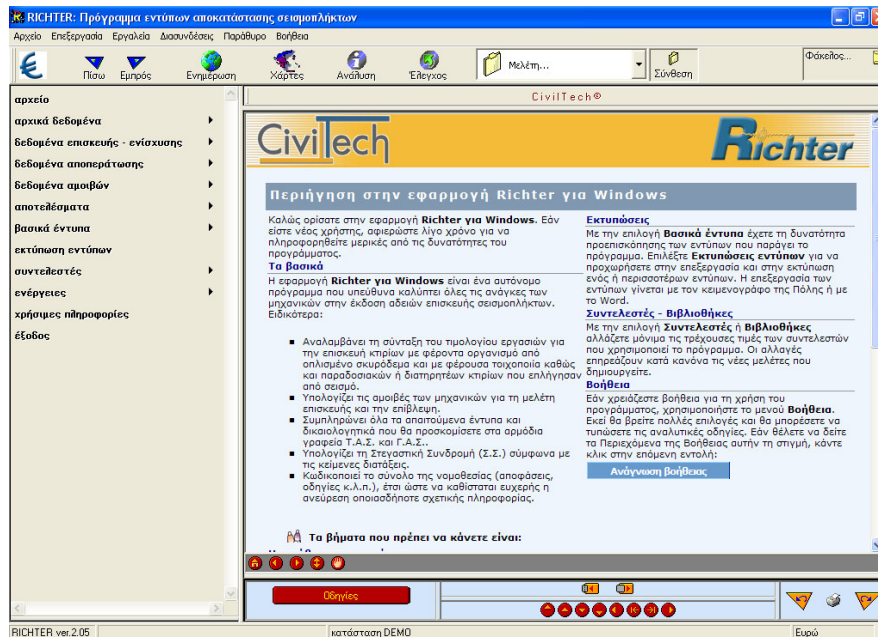 RICHTER: Πρόγραμμα εντύπων αποκατάστασης σεισμοπλήκτων
Αρχείο Επεξεργασία Εργαλεία Διασυνδέσεις Παράθυρο Βοήθεια
Πίσω Εμπρός Ενημέρωση Χάρτες Ανάλυση Έλεγχος Μελέτη... Σύνθεση Φάκελος...
αρχείο
αρχικά δεδομένα
δεδομένα επισκευής - ενίσχυσης
δεδομένα αποπεράτωσης
δεδομένα αμοιβών
αποτελέσματα
βασικά έντυπα
εκτύπωση εντύπων
συντελεστές
ενέργειες
χρήσιμες πληροφορίες
έξοδος
CivilTech®
CivilTech
Richter
Περιήγηση στην εφαρμογή Richter για Windows
Καλώς ορίσατε στην εφαρμογή Richter για Windows. Εάν
είστε νέος χρήστης, αφιερώστε λίγο χρόνο για να
πληροφορηθείτε μερικές από τις δυνατότητες του
προγράμματος.
Τα βασικά
Η εφαρμογή Richter για Windows είναι ένα αυτόνομο
πρόγραμμα που υπεύθυνα καλύπτει όλες τις ανάγκες των
μηχανικών στην έκδοση αδειών επισκευής σεισμοπλήκτων.
Ειδικότερα:
Αναλαμβάνει τη σύνταξη του τιμολογίου εργασιών για
την επισκευή κτιρίων με φέροντα οργανισμό από
οπλισμένο σκυρόδεμα και με φέρουσα τοιχοποιία καθώς
και παραδοσιακών ή διατηρητέων κτιρίων που επλήγησαν
από σεισμό.
Υπολογίζει τις αμοιβές των μηχανικών για τη μελέτη
επισκευής και την επίβλεψη.
Συμπληρώνει όλα τα απαιτούμενα έντυπα και
δικαιολογητικά που θα προσκομίσετε στα αρμόδια
γραφεία Τ.Α.Σ. και Γ.Α.Σ..
Υπολογίζει τη Στεγαστική Συνδρομή (Σ.Σ.) σύμφωνα με
τις κείμενες διατάξεις.
Κωδικοποιεί το σύνολο της νομοθεσίας (αποφάσεις,
οδηγίες κ.λ.π.), έτσι ώστε να καθίσταται ευχερής η
ανεύρεση οποιασδήποτε σχετικής πληροφορίας.
Τα βήματα που πρέπει να κάνετε είναι:
Εκτυπώσεις
Με την επιλογή Βασικά έντυπα έχετε τη δυνατότητα
προεπισκόπησης των εντύπων που παράγει το
πρόγραμμα. Επιλέξτε Εκτυπώσεις εντύπων για να
προχωρήσετε στην επεξεργασία και στην εκτύπωση
ενός ή περισσοτέρων εντύπων. Η επεξεργασία των
εντύπων γίνεται με τον κειμενογράφο της Πόλης ή με
το Word.
Συντελεστές - Βιβλιοθήκες
Με την επιλογή Συντελεστές ή Βιβλιοθήκες
αλλάζετε μόνιμα τις τρέχουσες τιμές των συντελεστών
που χρησιμοποιεί το πρόγραμμα. Οι αλλαγές
επηρεάζουν κατά κανόνα τις νέες μελέτες που
δημιουργείτε.
Βοήθεια
Εάν χρειάζεστε βοήθεια για τη χρήση του
προγράμματος, χρησιμοποιήστε το μενού Βοήθεια.
Εκεί θα βρείτε πολλές επιλογές και θα μπορέσετε να
τυπώσετε τις αναλυτικές οδηγίες. Εάν θέλετε να δείτε
τα Περιεχόμενα της Βοήθειας αυτήν τη στιγμή, κάντε
κλικ στην επόμενη εντολή:
Ανάγνωση βοήθειας
Οδηγίες
RICHTER ver.2.05 κατάσταση DEMO Ευρώ